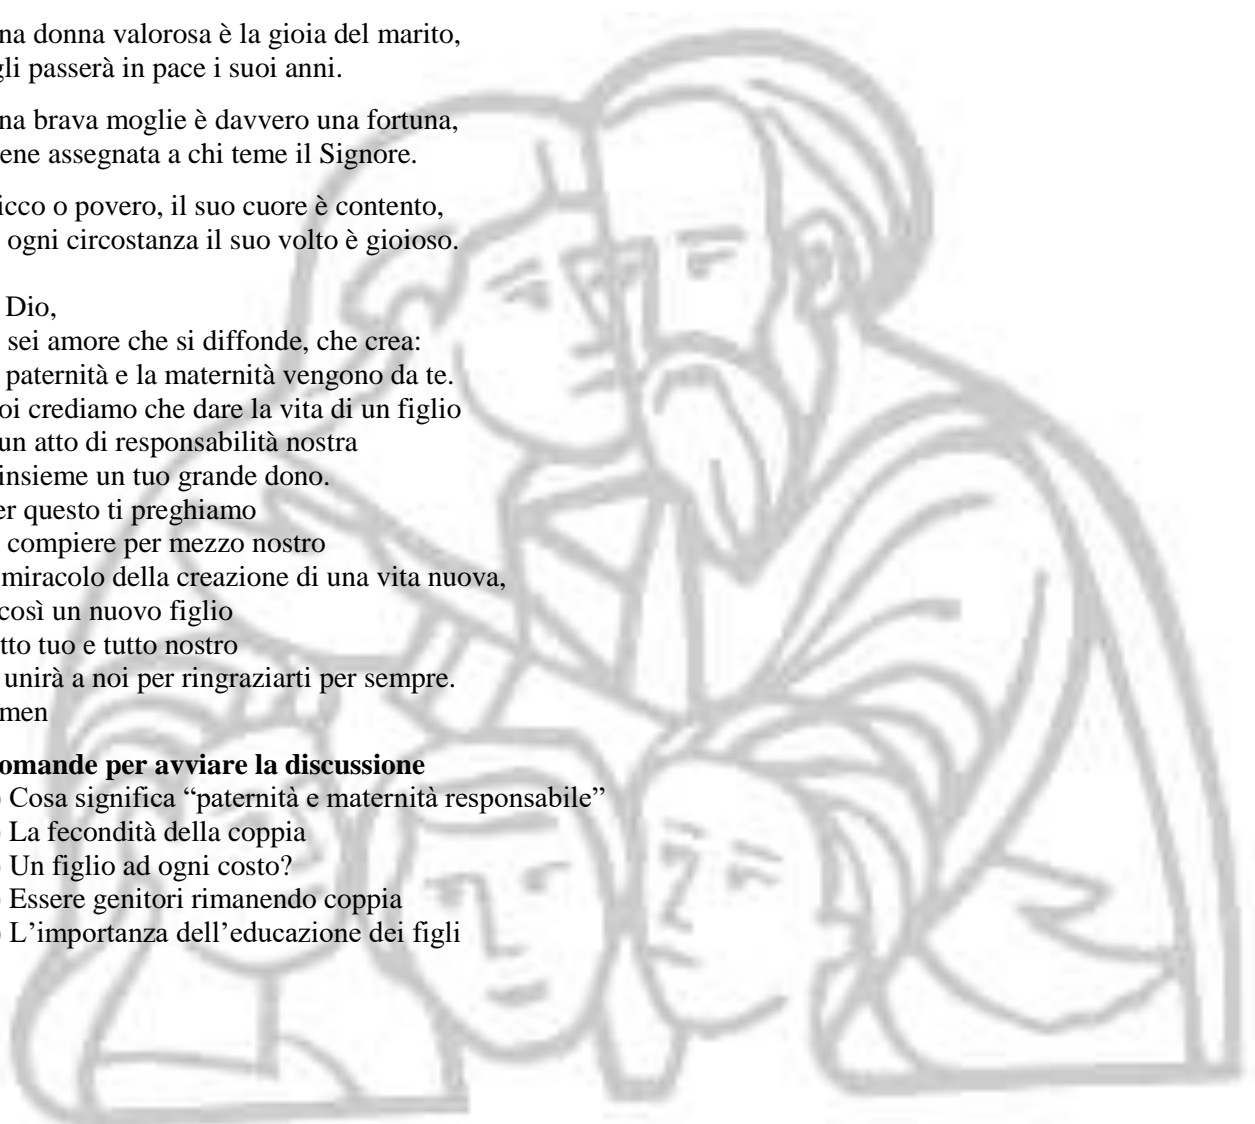 na donna valorosa è la gioia del marito,
gli passerà in pace i suoi anni.
na brava moglie è davvero una fortuna,
ene assegnata a chi teme il Signore.
icco o povero, il suo cuore è contento,
ogni circostanza il suo volto è gioioso.
Dio,
sei amore che si diffonde, che crea:
paternità e la maternità vengono da te.
oi crediamo che dare la vita di un figlio
un atto di responsabilità nostra
insieme un tuo grande dono.
er questo ti preghiamo
compiere per mezzo nostro
miracolo della creazione di una vita nuova,
così un nuovo figlio
tto tuo e tutto nostro
unirà a noi per ringraziarti per sempre.
men
omande per avviare la discussione
) Cosa significa “paternità e maternità responsabile”
) La fecondità della coppia
) Un figlio ad ogni costo?
) Essere genitori rimanendo coppia
) L’importanza dell’educazione dei figli